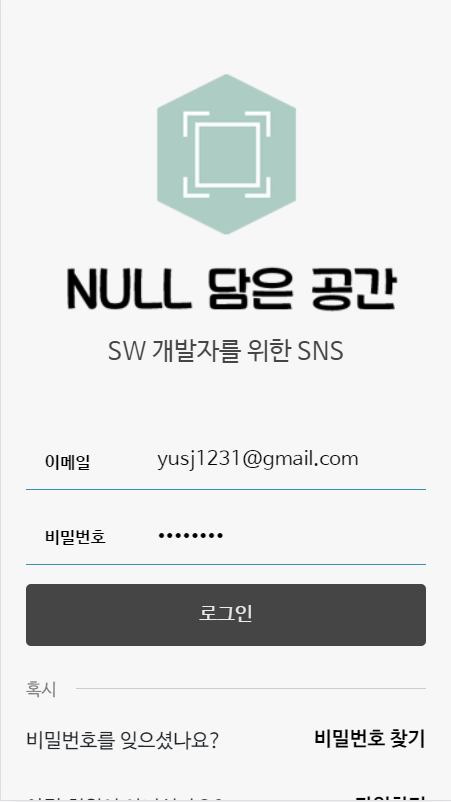 NULL 담은 공간
SW 개발자를 위한 SNS
이메일 yusj1231@gmail.com
비밀번호 ••••••••
로그인
혹시
비밀번호를 잊으셨나요? 비밀번호 찾기